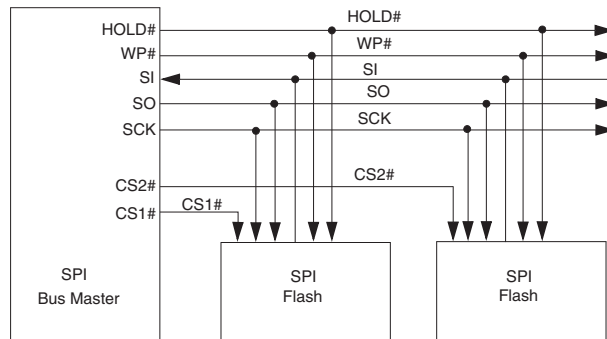 HOLD# HOLD#
WP# WP#
SI SI
SO SO
SCK SCK
CS2# CS2#
CS1# CS1#
SPI
Bus Master
SPI
Flash
SPI
Flash